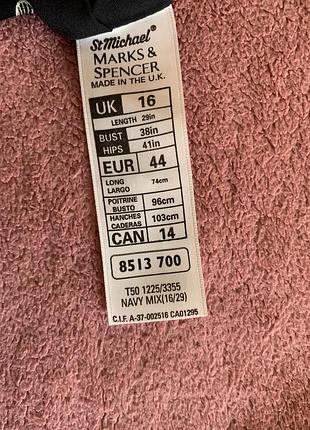 St Michael®
MARKS &
SPENCER
MADE IN THE U.K.
UK 16
LENGTH 29in
BUST 38in
HIPS 41in
EUR 44
LONG
LARGO 74cm
POITRINE
BUSTO 96cm
HANCHES
CADERAS 103cm
CAN 14
8513 700
T50 1225/3355
NAVY MIX(16/29)
C.I.F. A-37-002516 CA01295